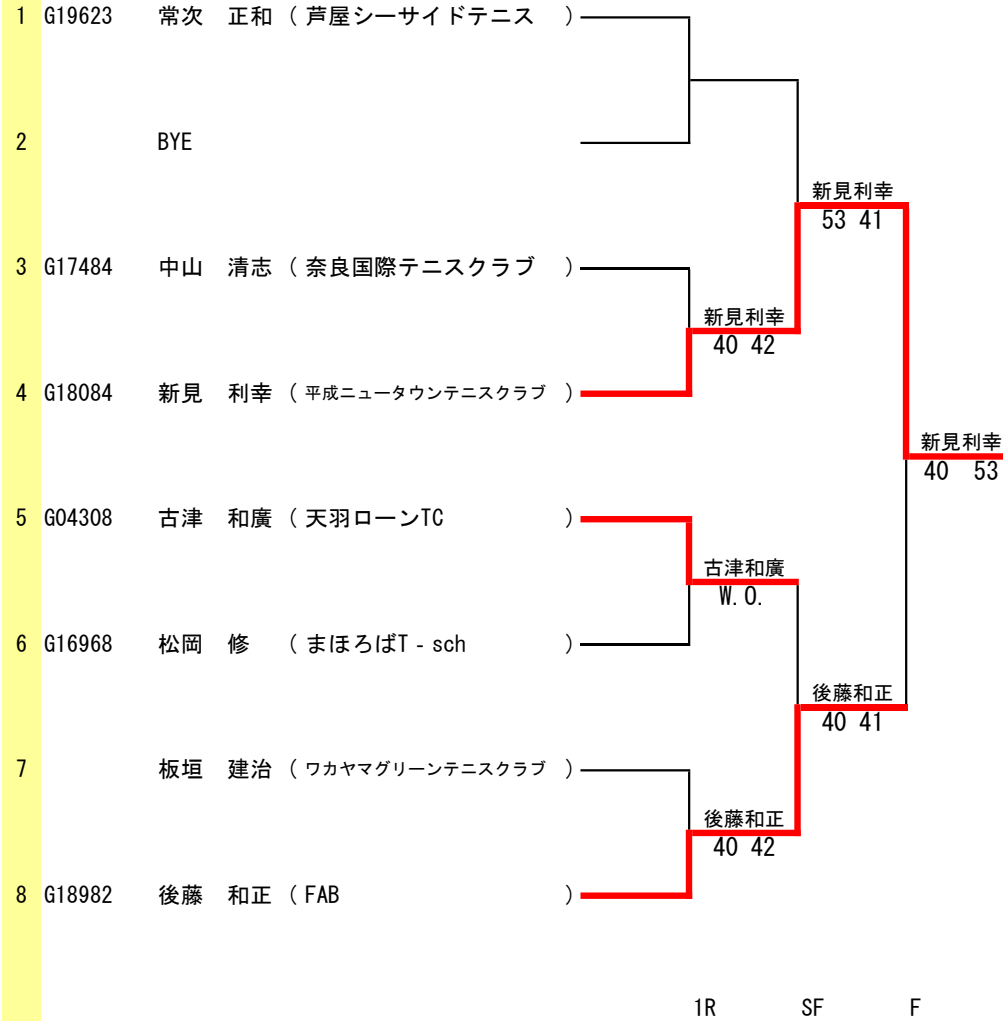 1 G19623 常次 正和 ( 芦屋シーサイドテニス )
2 BYE
新見利幸
53 41
3 G17484 中山 清志 ( 奈良国際テニスクラブ )
新見利幸
40 42
4 G18084 新見 利幸 ( 平成ニュータウンテニスクラブ )
新見利幸
40 53
5 G04308 古津 和廣 ( 天羽ローンTC )
古津和廣
W.O.
6 G16968 松岡 修 ( まほろばT-sch )
後藤和正
40 41
7 板垣 建治 ( ワカヤマグリーンテニスクラブ )
後藤和正
40 42
8 G18982 後藤 和正 ( FAB )
1R SF F